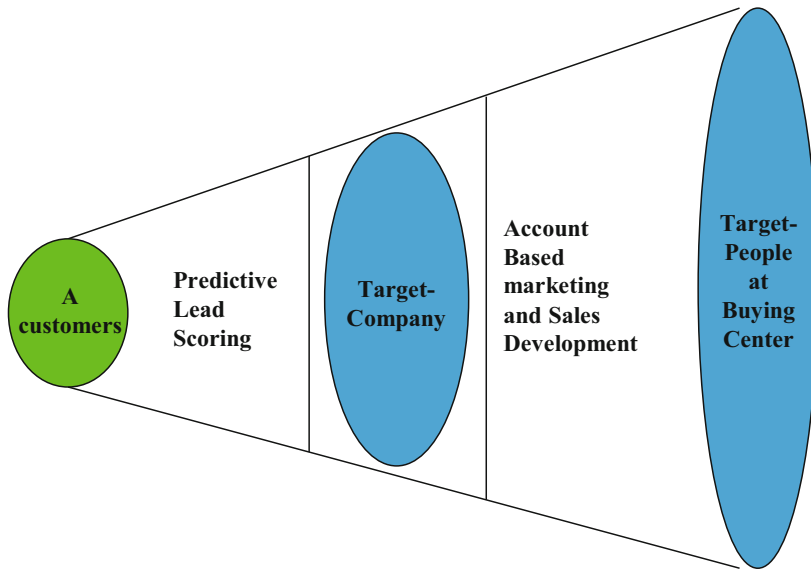 A
customers
Predictive
Lead
Scoring
Target-
Company
Account
Based
marketing
and Sales
Development
Target-
People
at
Buying
Center